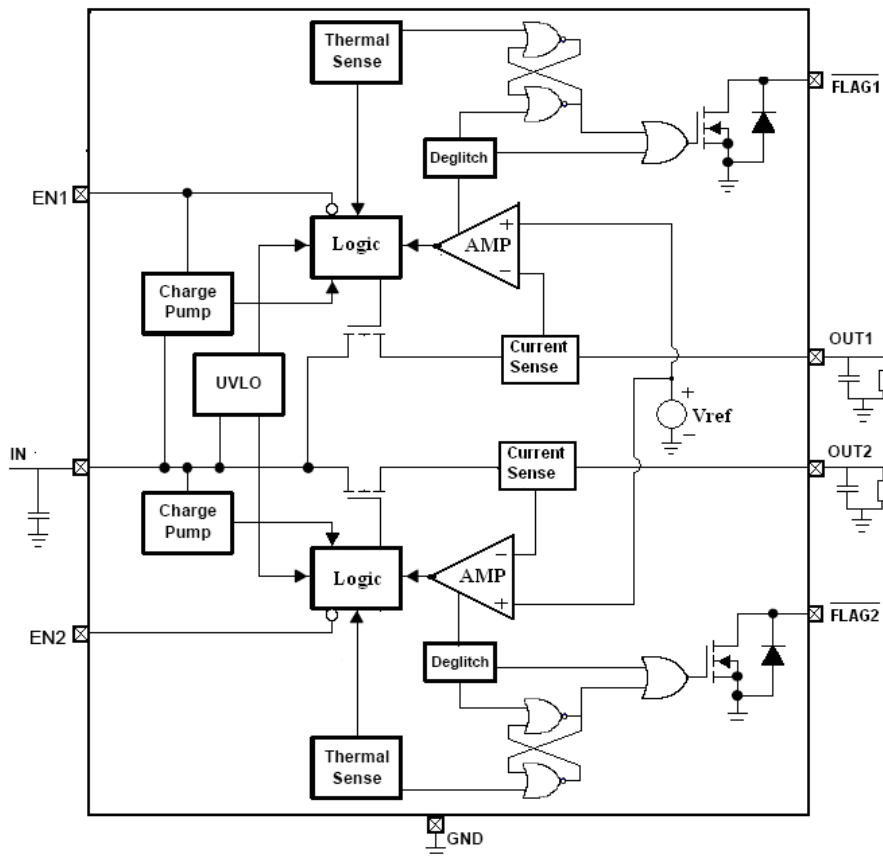 Thermal
Sense
FLAG1
Deglitch
EN1
+
Logic
AMP
−
Charge
Pump
Current
Sense
OUT1
UVLO
+
Vref
−
IN
Current
Sense
OUT2
Charge
Pump
−
Logic
AMP
+
FLAG2
EN2
Deglitch
Thermal
Sense
GND